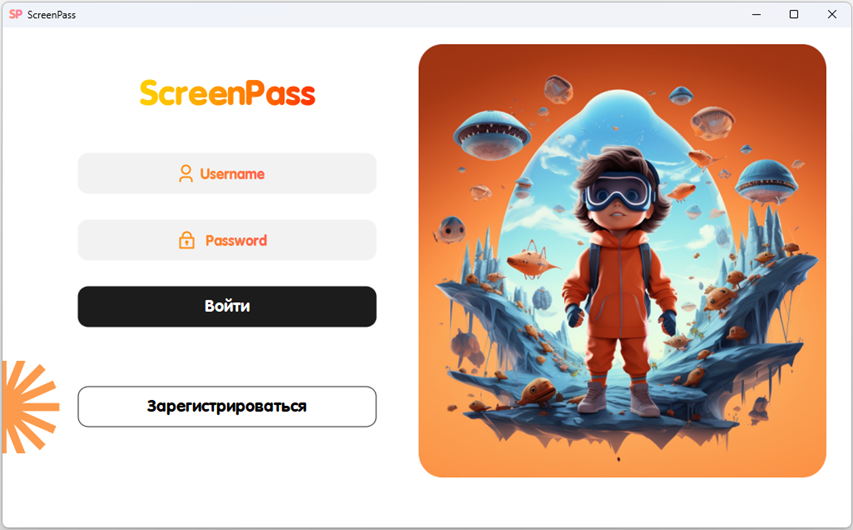 SP ScreenPass
ScreenPass
Username
Password
Войти
Зарегистрироваться